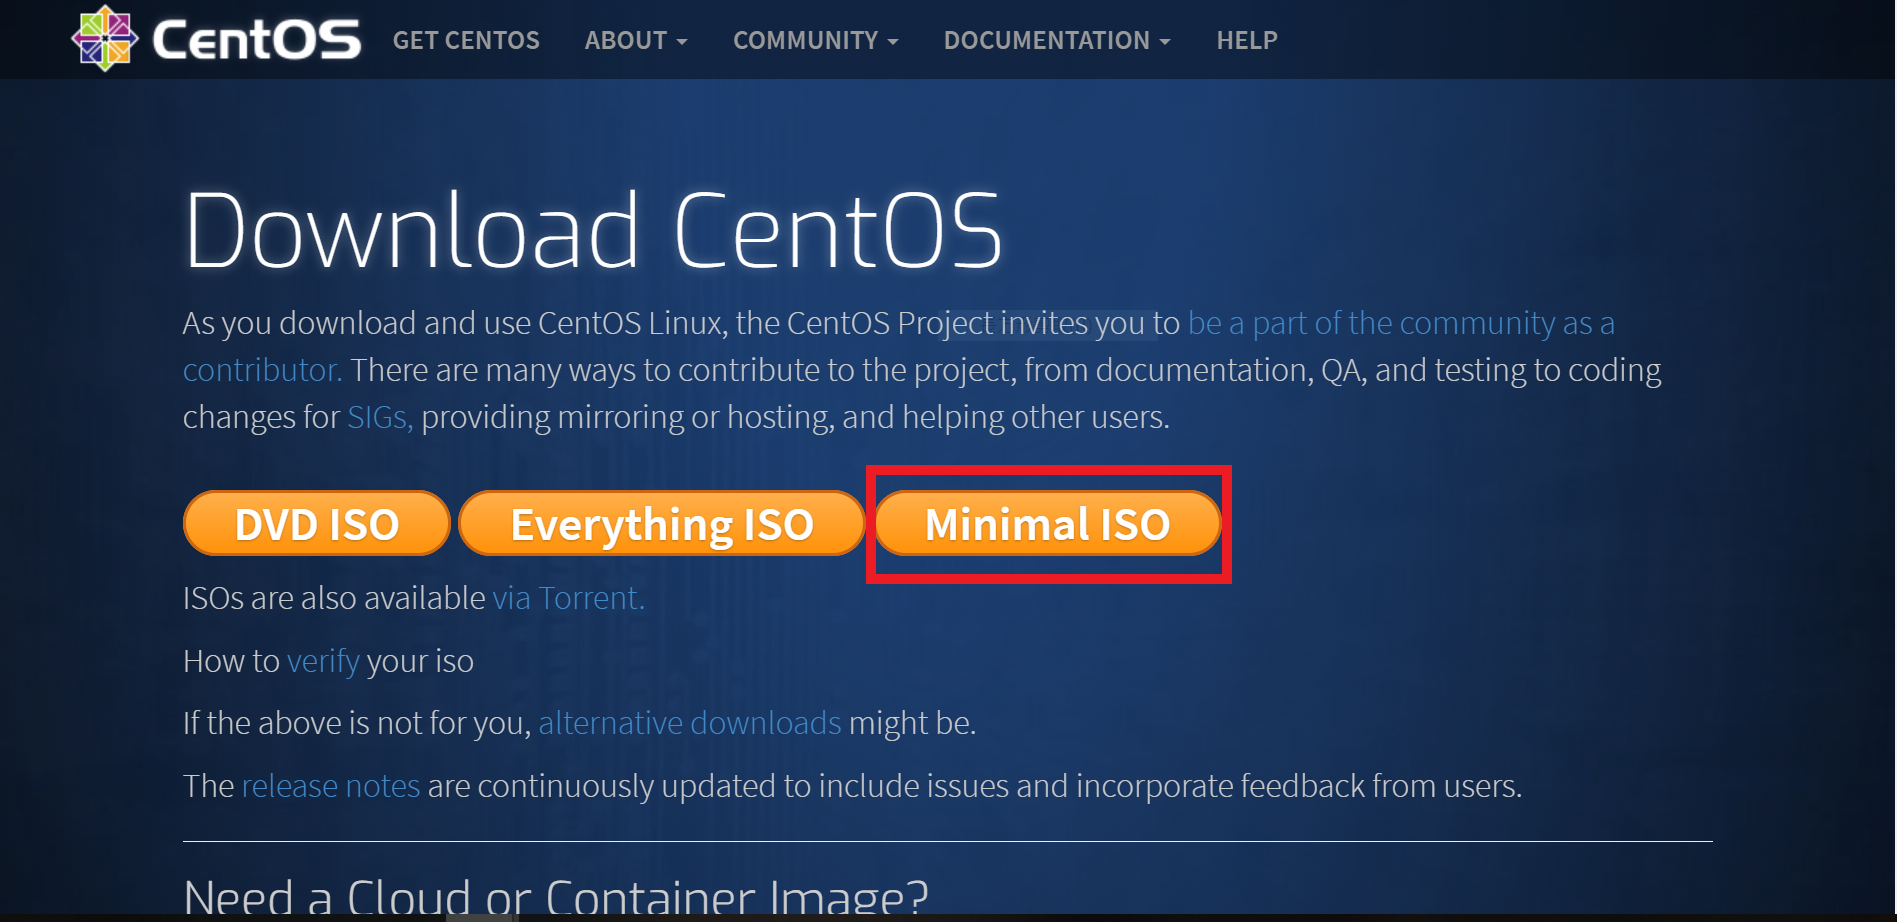 CentOS GET CENTOS ABOUT COMMUNITY DOCUMENTATION HELP
Download CentOS
As you download and use CentOS Linux, the CentOS Project invites you to be a part of the community as a
contributor. There are many ways to contribute to the project, from documentation, QA, and testing to coding
changes for SIGs, providing mirroring or hosting, and helping other users.
DVD ISO Everything ISO Minimal ISO
ISOs are also available via Torrent.
How to verify your iso
If the above is not for you, alternative downloads might be.
The release notes are continuously updated to include issues and incorporate feedback from users.
Need a Cloud or Container Image?